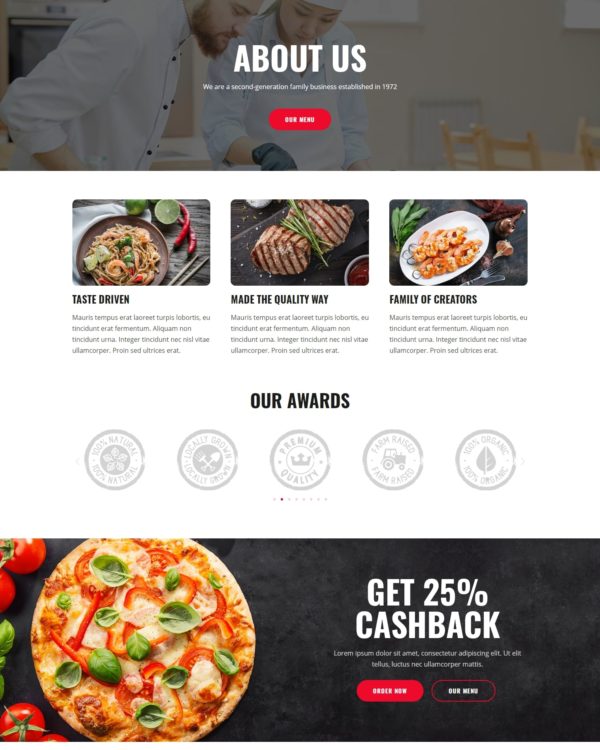 ABOUT US
We are a second-generation family business established in 1972
OUR MENU
TASTE DRIVEN
Mauris tempus erat laoreet turpis lobortis, eu
tincidunt erat fermentum. Aliquam non
tincidunt urna. Integer tincidunt nec nisl vitae
ullamcorper. Proin sed ultrices erat.
MADE THE QUALITY WAY
Mauris tempus erat laoreet turpis lobortis, eu
tincidunt erat fermentum. Aliquam non
tincidunt urna. Integer tincidunt nec nisl vitae
ullamcorper. Proin sed ultrices erat.
FAMILY OF CREATORS
Mauris tempus erat laoreet turpis lobortis, eu
tincidunt erat fermentum. Aliquam non
tincidunt urna. Integer tincidunt nec nisl vitae
ullamcorper. Proin sed ultrices erat.
OUR AWARDS
100% NATURAL
100% NATURAL
LOCALLY GROWN
LOCALLY GROWN
PREMIUM
QUALITY
FARM RAISED
FARM RAISED
100% ORGANIC
100% ORGANIC
GET 25%
CASHBACK
Lorem ipsum dolor sit amet, consectetur adipiscing elit. Ut elit
tellus, luctus nec ullamcorper mattis.
ORDER NOW
OUR MENU